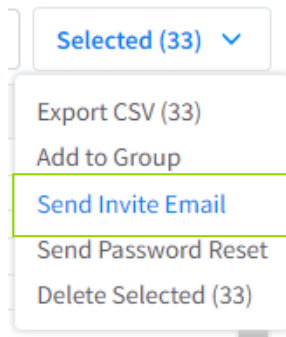 Selected (33)
Export CSV (33)
Add to Group
Send Invite Email
Send Password Reset
Delete Selected (33)